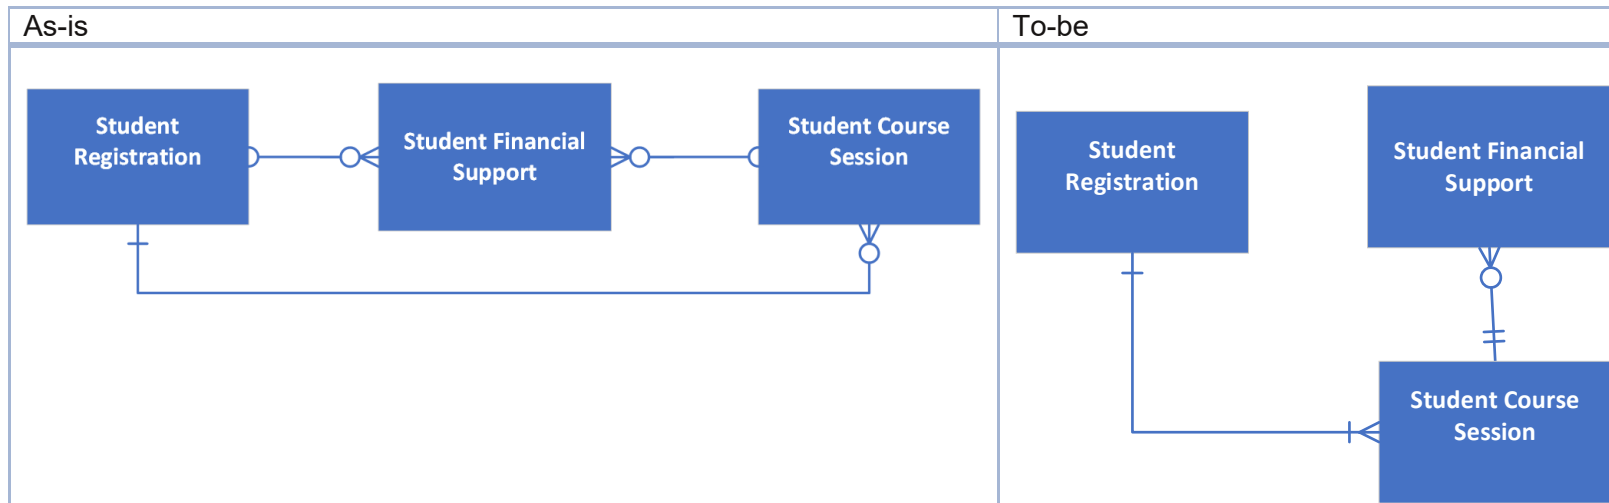 As-is
To-be
Student
Registration
Student Financial
Support
Student Course
Session
Student
Registration
Student Financial
Support
Student Course
Session